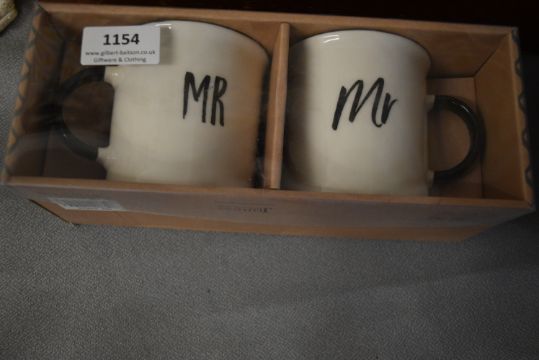 1154
www.gilbert-baitson.co.uk
Giftware & Clothing
MR
Mr